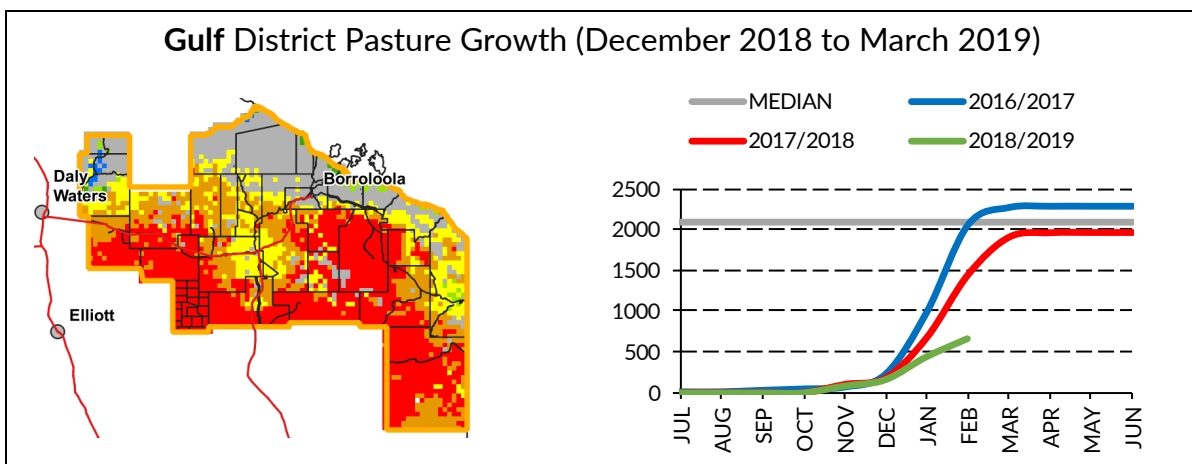 Gulf District Pasture Growth (December 2018 to March 2019)
Daly
Waters
Borroloola
Elliott
MEDIAN
2016/2017
2017/2018
2018/2019
2500
2000
1500
1000
500
0
JUL
AUG
SEP
OCT
NOV
DEC
JAN
FEB
MAR
APR
MAY
JUN